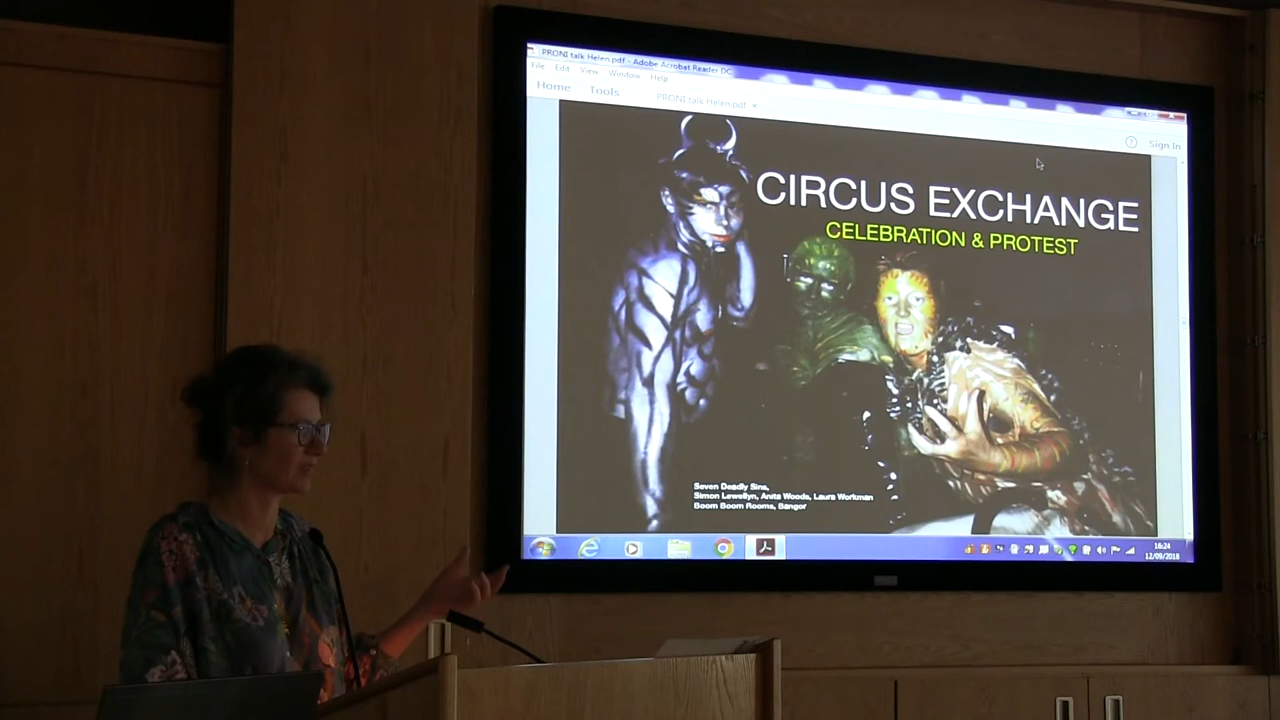 PRONI talk Helen.pdf - Adobe Acrobat Reader DC
File Edit View Window Help
Home Tools PRONI talk Helen.pdf ×
? Sign In
CIRCUS EXCHANGE
CELEBRATION & PROTEST
Seven Deadly Sins,
Simon Lewellyn, Anita Woods, Laura Workman
Boom Boom Rooms, Bangor
16:24
12/09/2018